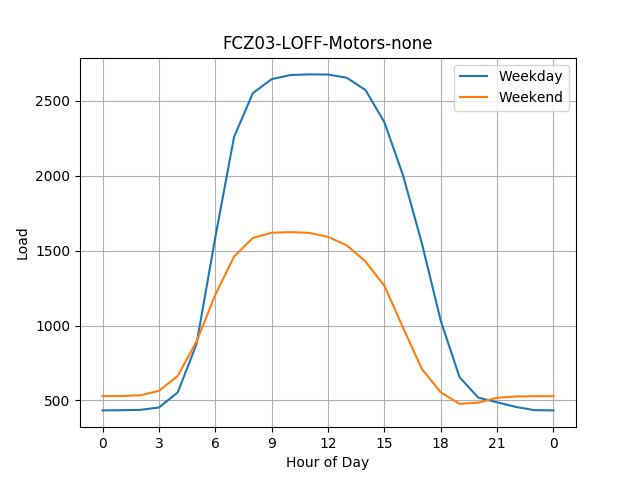 FCZ03-LOFF-Motors-none
Weekday
Weekend
2500
2000
1500
1000
500
Load
0 3 6 9 12 15 18 21 0
Hour of Day